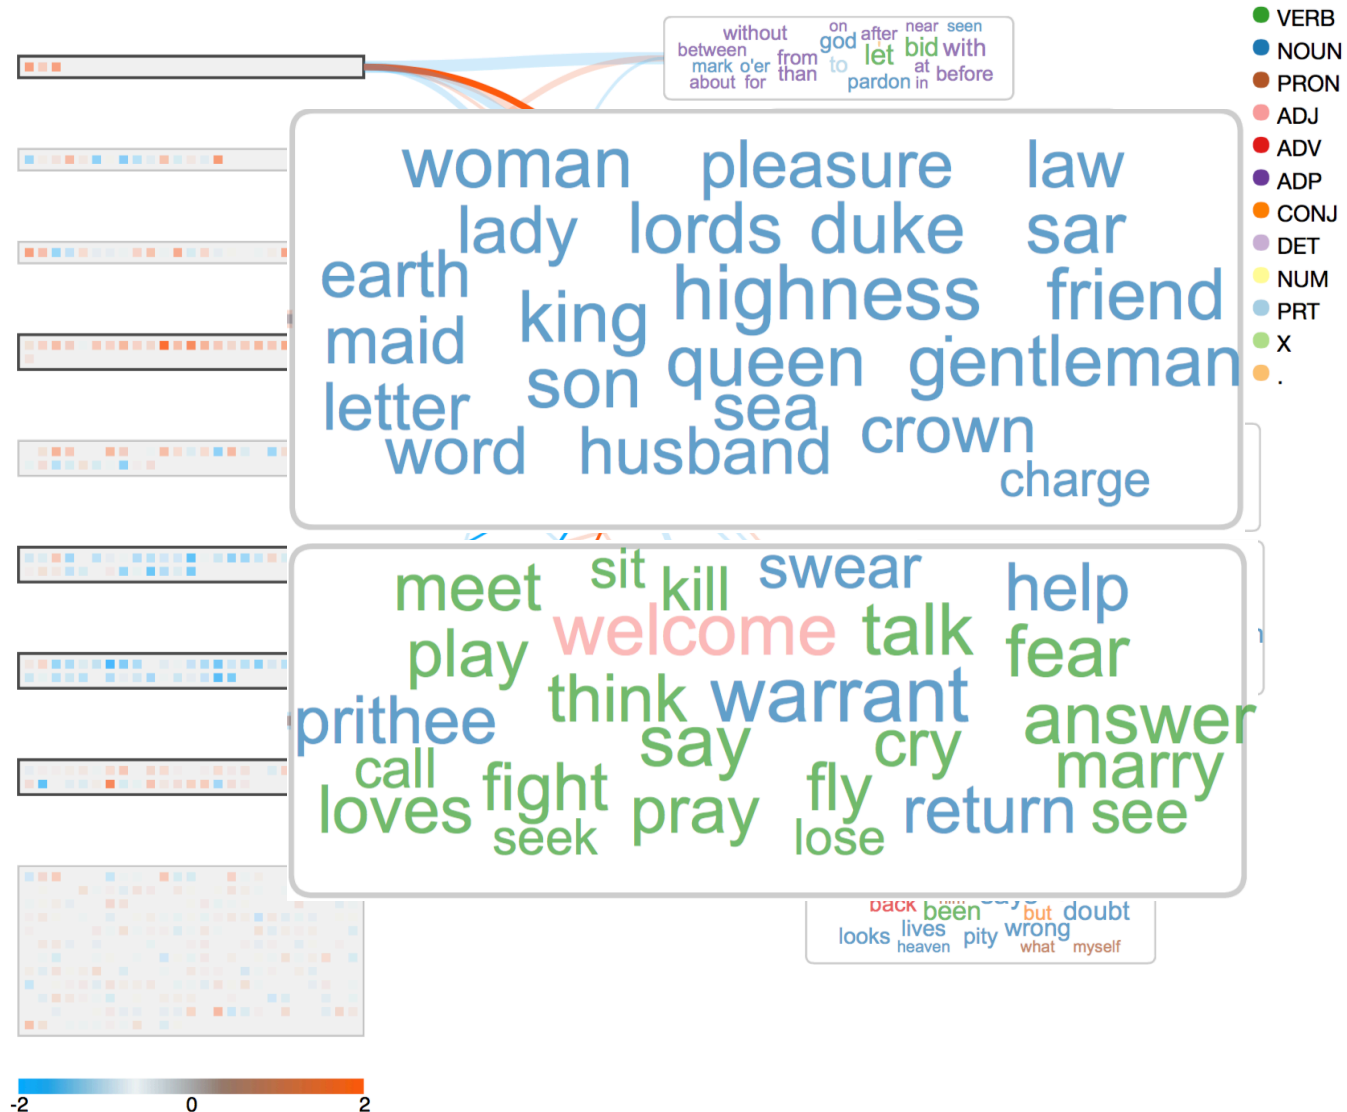 without on after near seen
between god let bid with
mark o'er from to at
about for than pardon in before
VERB
NOUN
PRON
ADJ
ADV
ADP
CONJ
DET
NUM
PRT
X
.
woman pleasure law
lady lords duke sar
earth highness friend
maid king queen gentleman
letter son sea crown
word husband charge
meet sit kill swear help
play welcome talk fear
prithee think warrant answer
call say cry marry
loves fight pray fly return see
seek lose
back been says but doubt
looks lives pity wrong
heaven what myself
-2 0 2